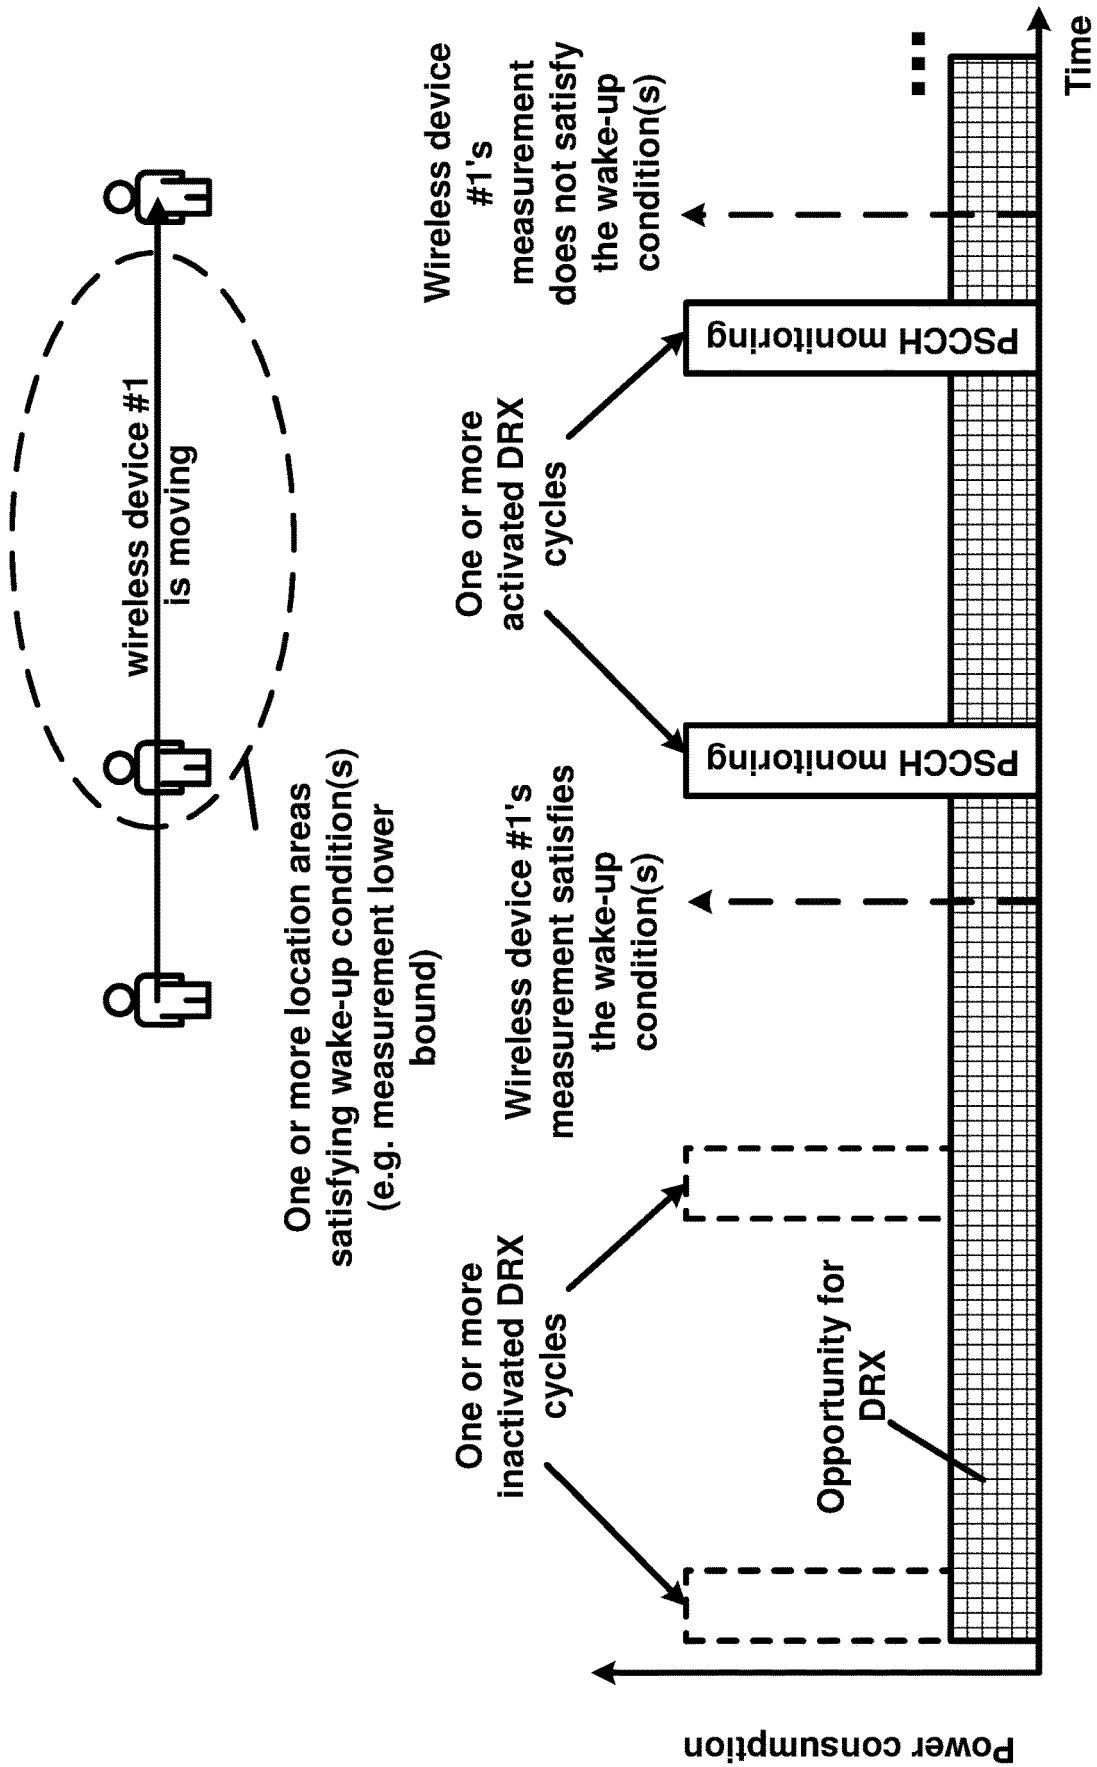 wireless device #1
is moving
One or more location areas
satisfying wake-up condition(s)
(e.g. measurement lower
bound)
One or more
inactivated DRX
cycles
Wireless device #1's
measurement satisfies
the wake-up
condition(s)
One or more
activated DRX
cycles
Wireless device
#1's
measurement
does not satisfy
the wake-up
condition(s)
Opportunity for
DRX
PSCCH monitoring
PSCCH monitoring
Power consumption
Time